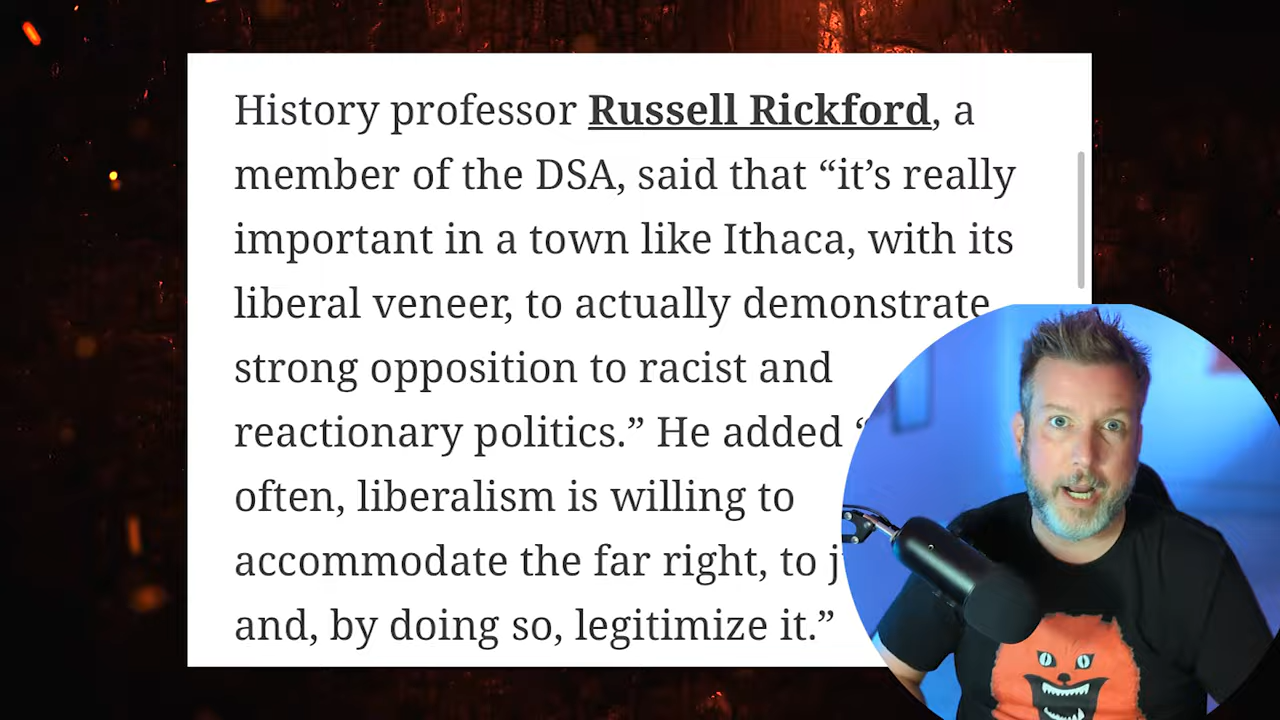 History professor Russell Rickford, a
member of the DSA, said that “it’s really
important in a town like Ithaca, with its
liberal veneer, to actually demonstrate
strong opposition to racist and
reactionary politics.” He added
often, liberalism is willing to
accommodate the far right, to
and, by doing so, legitimize it.”